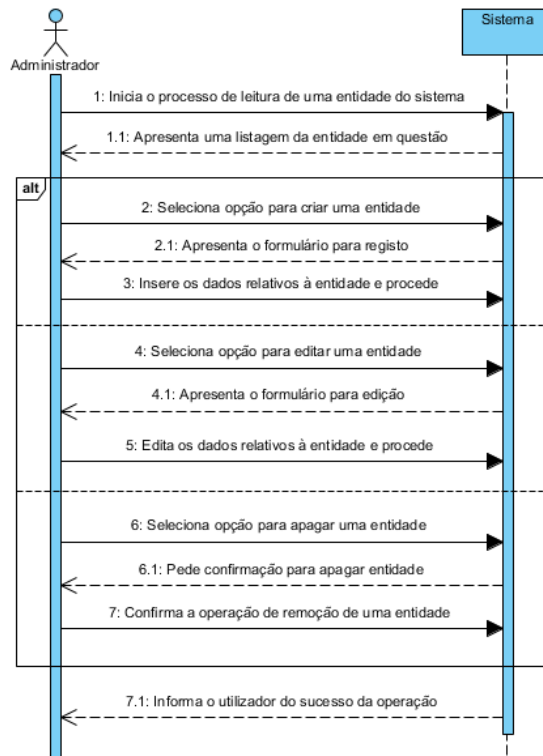 Sistema
Administrador
1: Inicia o processo de leitura de uma entidade do sistema
1.1: Apresenta uma listagem da entidade em questão
alt
2: Seleciona opção para criar uma entidade
2.1: Apresenta o formulário para registo
3: Insere os dados relativos à entidade e procede
4: Seleciona opção para editar uma entidade
4.1: Apresenta o formulário para edição
5: Edita os dados relativos à entidade e procede
6: Seleciona opção para apagar uma entidade
6.1: Pede confirmação para apagar entidade
7: Confirma a operação de remoção de uma entidade
7.1: Informa o utilizador do sucesso da operação